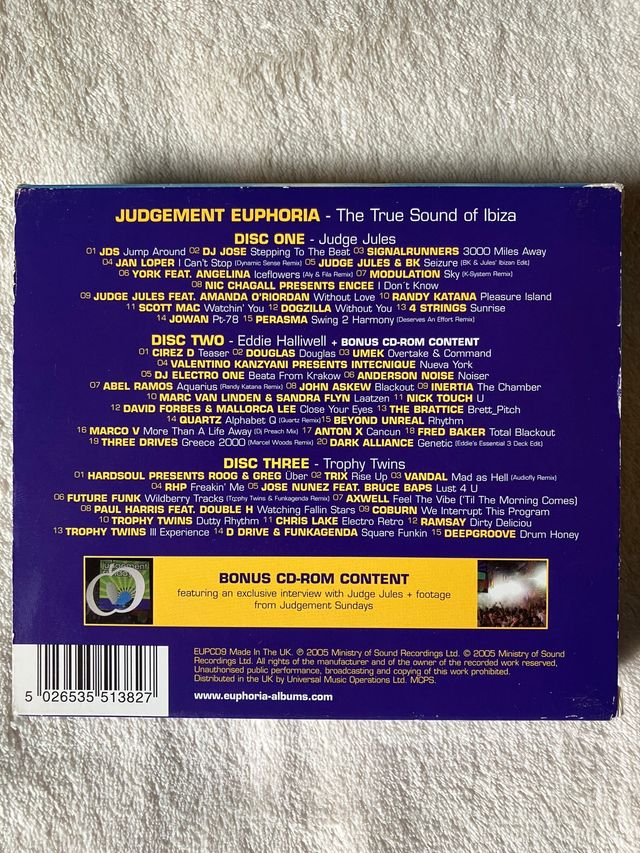 JUDGEMENT EUPHORIA - The True Sound of Ibiza
DISC ONE - Judge Jules
01 JDS Jump Around 02 DJ JOSE Stepping To The Beat 03 SIGNALRUNNERS 3000 Miles Away
04 JAN LOPER I Can't Stop (Dynamic Sense Remix) 05 JUDGE JULES & BK Seizure (BK & Jules' Ibizan Edit)
06 YORK FEAT. ANGELINA Iceflowers (Aly & Fila Remix) 07 MODULATION Sky (K-System Remix)
08 NIC CHAGALL PRESENTS ENCEE I Don't Know
09 JUDGE JULES FEAT. AMANDA O'RIORDAN Without Love 10 RANDY KATANA Pleasure Island
11 SCOTT MAC Watchin' You 12 DOGZILLA Without You 13 4 STRINGS Sunrise
14 JOWAN Pt-78 15 PERASMA Swing 2 Harmony (Deserves An Effort Remix)
DISC TWO - Eddie Halliwell + BONUS CD-ROM CONTENT
01 CIREZ D Teaser 02 DOUGLAS Douglas 03 UMEK Overtake & Command
04 VALENTINO KANZYANI PRESENTS INTECNIQUE Nueva York
05 DJ ELECTRO ONE Beata From Krakow 06 ANDERSON NOISE Noiser
07 ABEL RAMOS Aquarius (Randy Katana Remix) 08 JOHN ASKEW Blackout 09 INERTIA The Chamber
10 MARC VAN LINDEN & SANDRA FLYN Laatzen 11 NICK TOUCH U
12 DAVID FORBES & MALLORCA LEE Close Your Eyes 13 THE BRATTICE Brett_Pitch
14 QUARTZ Alphabet Q (Quartz Remix) 15 BEYOND UNREAL Rhythm
16 MARCO V More Than A Life Away (Dj Preach Mix) 17 ANTON X Cancun 18 FRED BAKER Total Blackout
19 THREE DRIVES Greece 2000 (Marcel Woods Remix) 20 DARK ALLIANCE Genetic (Eddie's Essential 3 Deck Edit)
DISC THREE - Trophy Twins
01 HARDSOUL PRESENTS ROOG & GREG Über 02 TRIX Rise Up 03 VANDAL Mad as Hell (Audiofly Remix)
04 RHP Freakin' Me 05 JOSE NUNEZ FEAT. BRUCE BAPS Lust 4 U
06 FUTURE FUNK Wildberry Tracks (Trophy Twins & Funkagenda Remix) 07 AXWELL Feel The Vibe ('Til The Morning Comes)
08 PAUL HARRIS FEAT. DOUBLE H Watching Fallin Stars 09 COBURN We Interrupt This Program
10 TROPHY TWINS Dutty Rhythm 11 CHRIS LAKE Electro Retro 12 RAMSAY Dirty Deliciou
13 TROPHY TWINS Ill Experience 14 D DRIVE & FUNKAGENDA Square Funkin 15 DEEPGROOVE Drum Honey
judgement sundays
BONUS CD-ROM CONTENT
featuring an exclusive interview with Judge Jules + footage
from Judgement Sundays
EUPCD9 Made In The UK. ℗ 2005 Ministry of Sound Recordings Ltd. © 2005 Ministry of Sound
Recordings Ltd. All rights of the manufacturer and of the owner of the recorded work reserved,
Unauthorised public performance, broadcasting and copying of this work prohibited.
Distributed in the UK by Universal Music Operations Ltd. MCPS.
www.euphoria-albums.com
5 026535 513827